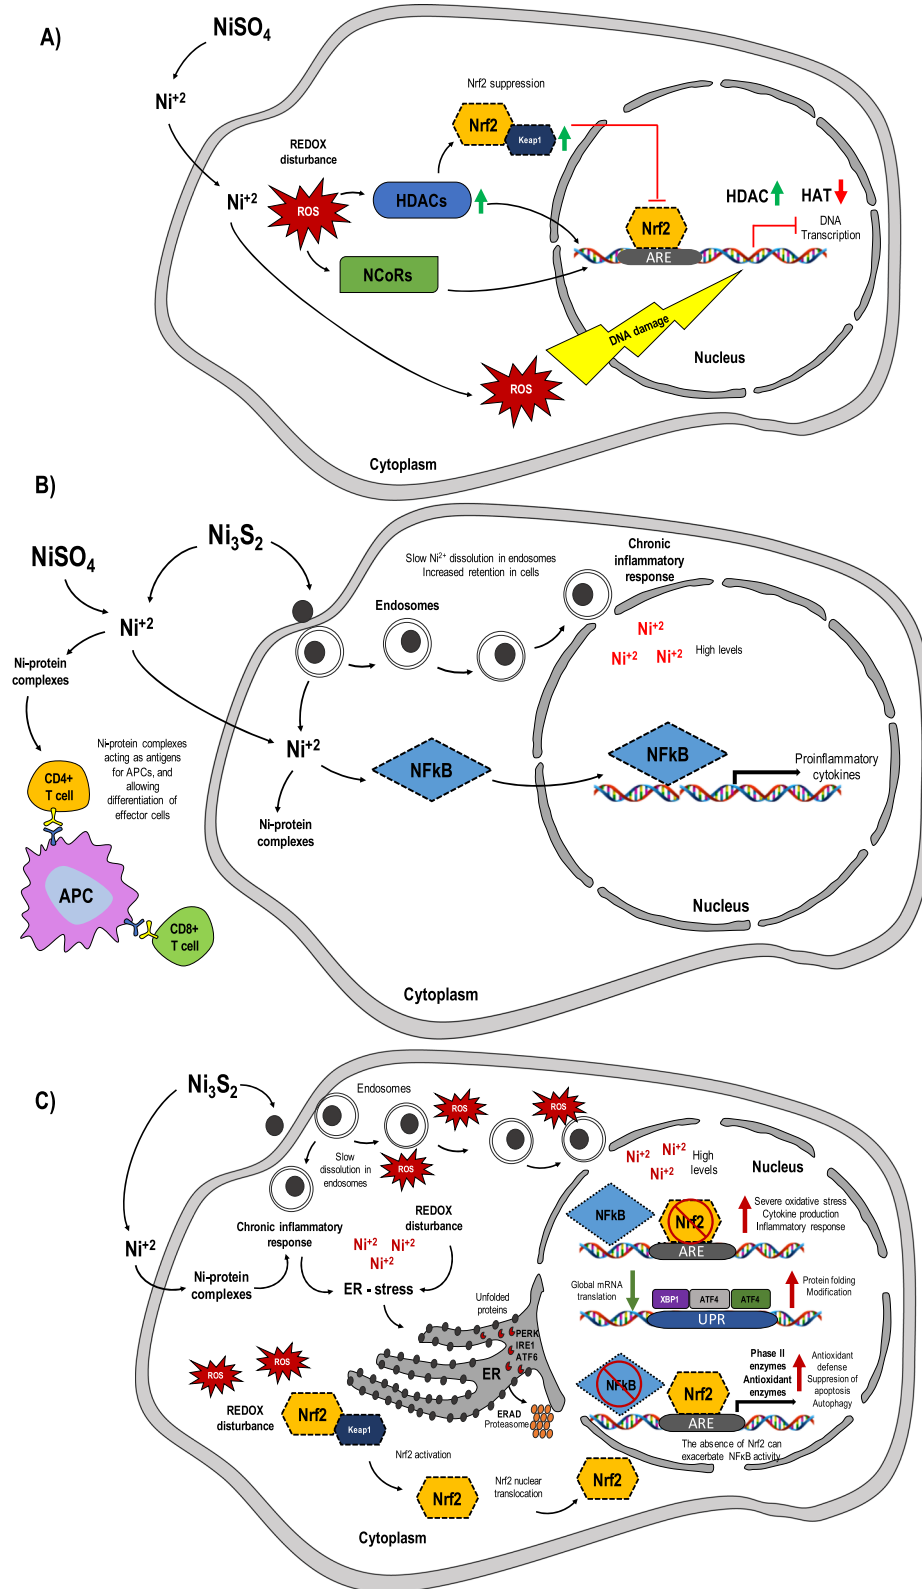 A)
NiSO₄
Ni⁺²
Nrf2 suppression
Nrf2
Keap1
REDOX
disturbance
Ni⁺²
ROS
HDACs
NCoRs
HDAC
HAT
Nrf2
ARE
DNA
Transcription
DNA damage
Nucleus
ROS
Cytoplasm
B)
NiSO₄
Ni₃S₂
Ni⁺²
Ni-protein
complexes
Slow Ni²⁺ dissolution in endosomes
Increased retention in cells
Chronic
inflammatory
response
Endosomes
Ni⁺²
Ni⁺²
Ni⁺²
High levels
Ni⁺²
NFkB
NFkB
Proinflammatory
cytokines
Ni-protein
complexes
Ni-protein complexes
acting as antigens
for APCs, and
allowing
differentiation of
effector cells
CD4+
T cell
APC
CD8+
T cell
Nucleus
Cytoplasm
C)
Ni₃S₂
Endosomes
ROS
ROS
Slow
dissolution in
endosomes
ROS
Ni⁺²
Ni⁺²
Ni⁺²
High
levels
Nucleus
Chronic inflammatory
response
REDOX
disturbance
Ni⁺²
Ni⁺²
Ni⁺²
Ni⁺²
Ni-protein
complexes
ER - stress
NFkB
Nrf2
ARE
Severe oxidative stress
Cytokine production
Inflammatory response
Global mRNA
translation
XBP1
ATF4
ATF4
UPR
Protein folding
Modification
Unfolded
proteins
PERK
IRE1
ATF6
ER
ERAD
Proteasome
NFkB
Nrf2
ARE
Phase II
enzymes
Antioxidant
enzymes
Antioxidant
defense
Suppresion of
apoptosis
Autophagy
The absence of Nrf2 can
exacerbate NFκB activity
ROS
ROS
REDOX
disturbance
Nrf2
Keap1
Nrf2 activation
Nrf2
Nrf2 nuclear
translocation
Nrf2
Cytoplasm